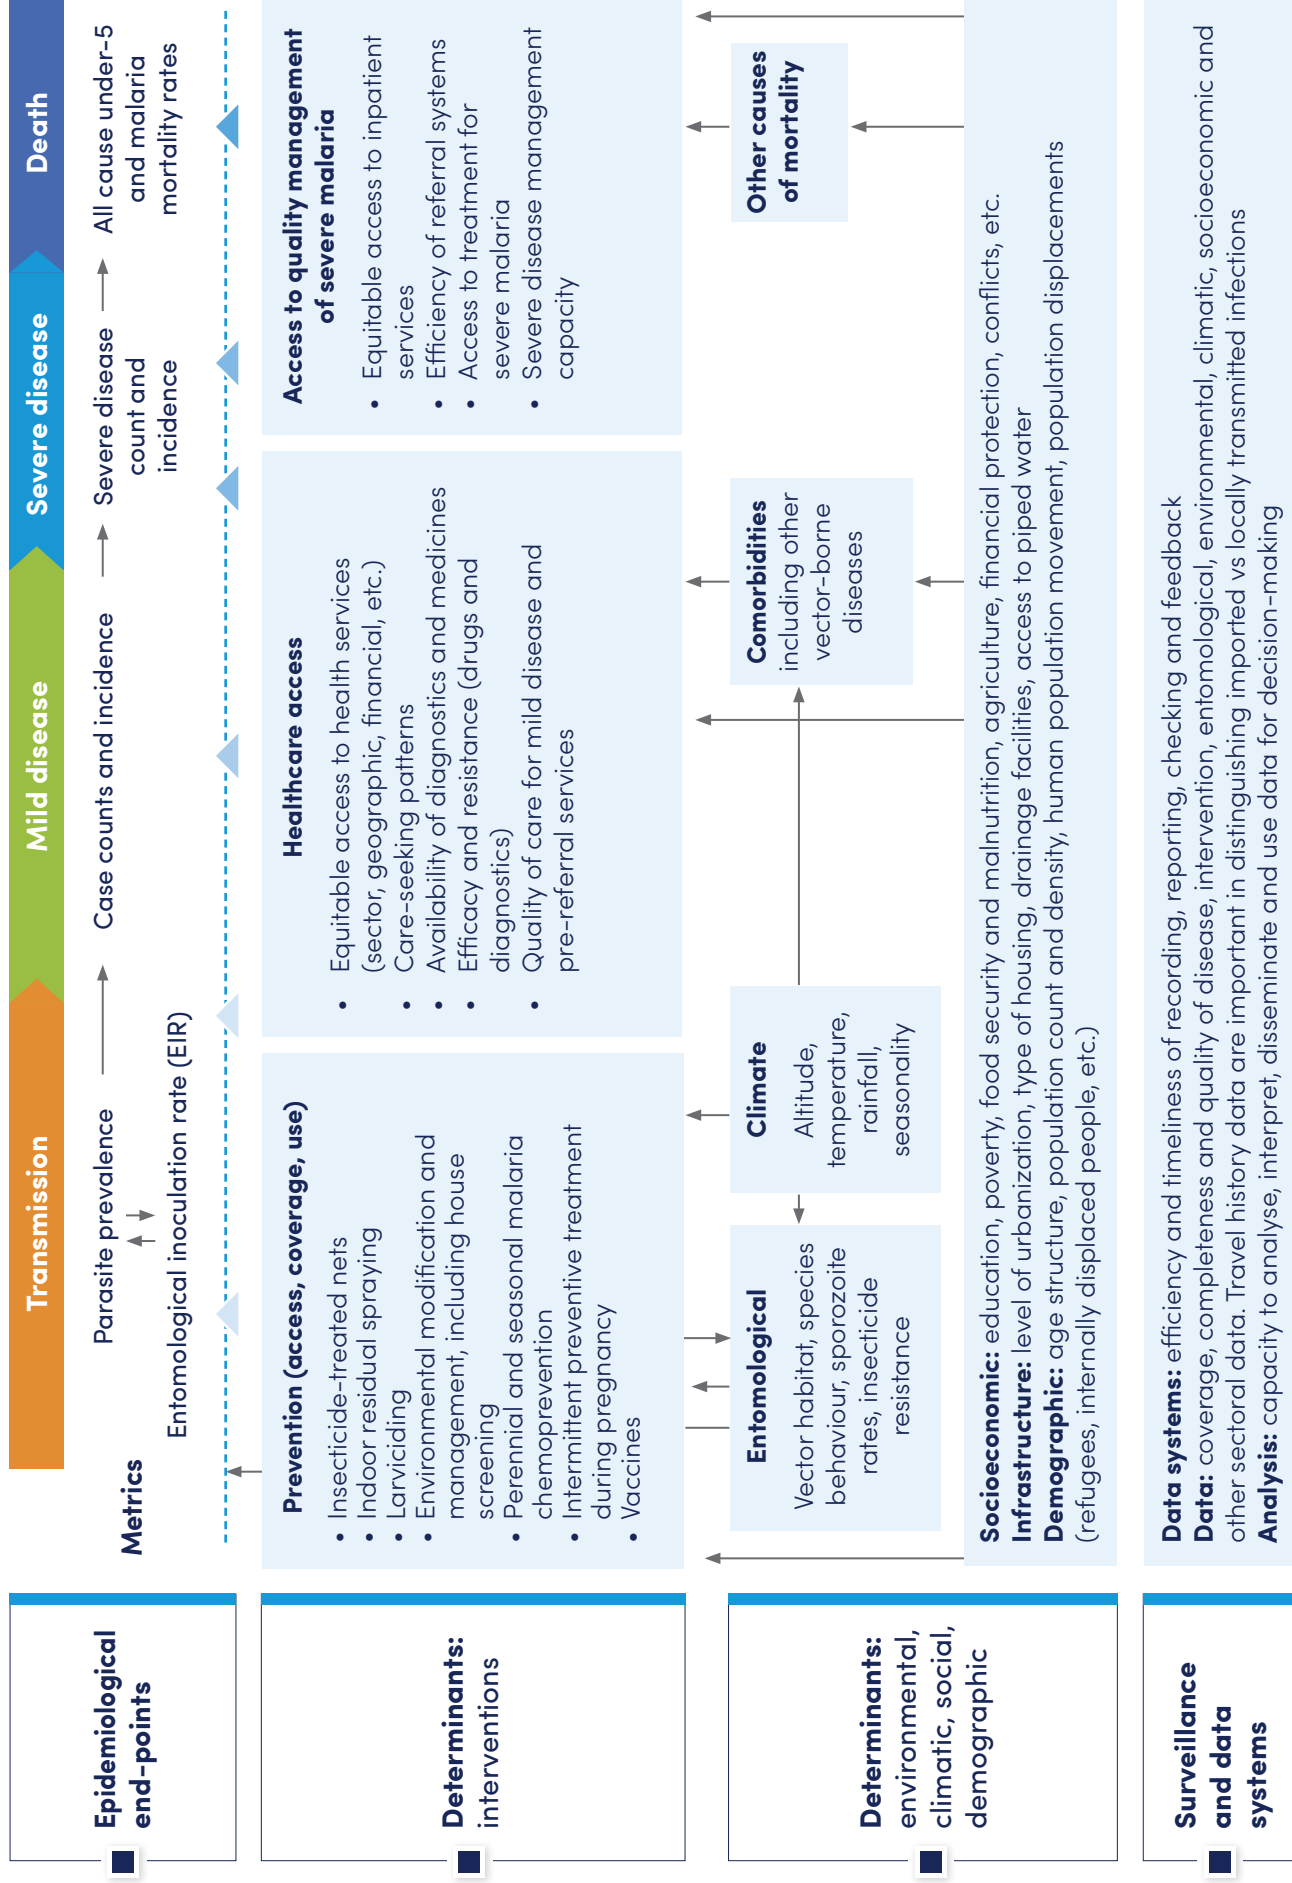 Transmission
Mild disease
Severe disease
Death
Epidemiological
end-points
Metrics
Parasite prevalence
Entomological inoculation rate (EIR)
Case counts and incidence
Severe disease
count and
incidence
All cause under-5
and malaria
mortality rates
Determinants:
interventions
Prevention (access, coverage, use)
• Insecticide-treated nets
• Indoor residual spraying
• Larviciding
• Environmental modification and
management, including house
screening
• Perennial and seasonal malaria
chemoprevention
• Intermittent preventive treatment
during pregnancy
• Vaccines
Healthcare access
• Equitable access to health services
(sector, geographic, financial, etc.)
• Care-seeking patterns
• Availability of diagnostics and medicines
• Efficacy and resistance (drugs and
diagnostics)
• Quality of care for mild disease and
pre-referral services
Access to quality management
of severe malaria
• Equitable access to inpatient
services
• Efficiency of referral systems
• Access to treatment for
severe malaria
• Severe disease management
capacity
Determinants:
environmental,
climatic, social,
demographic
Entomological
Vector habitat, species
behaviour, sporozoite
rates, insecticide
resistance
Climate
Altitude,
temperature,
rainfall,
seasonality
Comorbidities
including other
vector-borne
diseases
Other causes
of mortality
Socioeconomic: education, poverty, food security and malnutrition, agriculture, financial protection, conflicts, etc.
Infrastructure: level of urbanization, type of housing, drainage facilities, access to piped water
Demographic: age structure, population count and density, human population movement, population displacements
(refugees, internally displaced people, etc.)
Surveillance
and data
systems
Data systems: efficiency and timeliness of recording, reporting, checking and feedback
Data: coverage, completeness and quality of disease, intervention, entomological, environmental, climatic, socioeconomic and
other sectoral data. Travel history data are important in distinguishing imported vs locally transmitted infections
Analysis: capacity to analyse, interpret, disseminate and use data for decision-making